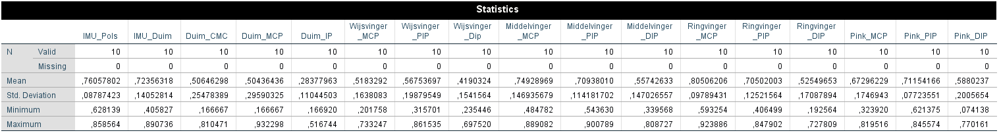 Statistics
IMU_Pols IMU_Duim Duim_CMC Duim_MCP Duim_IP Wijsvinger_MCP Wijsvinger_PIP Wijsvinger_Dip Middelvinger_MCP Middelvinger_PIP Middelvinger_DIP Ringvinger_MCP Ringvinger_PIP Ringvinger_DIP Pink_MCP Pink_PIP Pink_DIP
N Valid 10 10 10 10 10 10 10 10 10 10 10 10 10 10 10 10 10
Missing 0 0 0 0 0 0 0 0 0 0 0 0 0 0 0 0 0
Mean ,76057802 ,72356318 ,50646298 ,50436436 ,28377963 ,5183292 ,56753697 ,4190324 ,74928969 ,70938010 ,55742633 ,80506206 ,70502003 ,52549653 ,67296229 ,71154166 ,5880237
Std. Deviation ,08787423 ,14052814 ,25478389 ,29590325 ,11044503 ,1638083 ,19879549 ,1541564 ,146935679 ,114181702 ,147026557 ,09789431 ,12521564 ,17087894 ,1746943 ,07723551 ,2005654
Minimum ,628139 ,405827 ,166667 ,166667 ,166920 ,201758 ,315701 ,235446 ,484782 ,543630 ,339568 ,593254 ,406499 ,192564 ,323920 ,621375 ,074138
Maximum ,858564 ,890736 ,810471 ,932298 ,516744 ,733247 ,861535 ,697520 ,889082 ,900789 ,808727 ,923886 ,847902 ,727809 ,819516 ,845574 ,770161